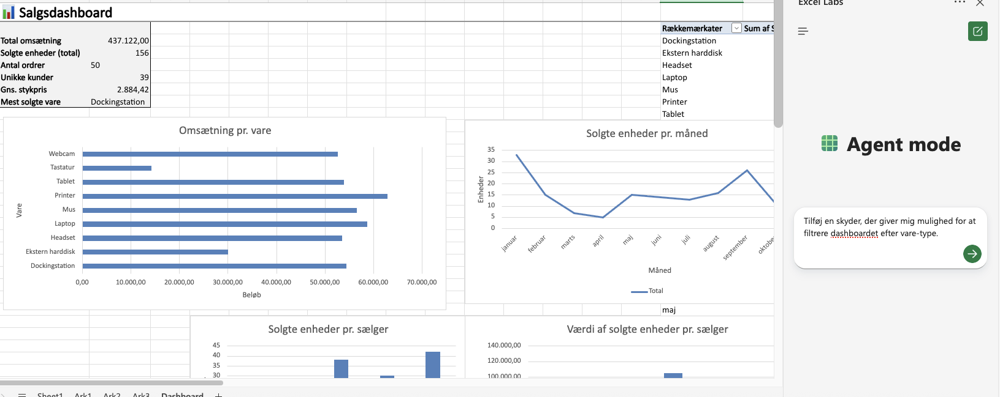 Salgsdashboard
Total omsætning 437.122,00
Solgte enheder (total) 156
Antal ordrer 50
Unikke kunder 39
Gns. stykpris 2.884,42
Mest solgte vare Dockingstation
Rækkemærkater Sum af S
Dockingstation
Ekstern harddisk
Headset
Laptop
Mus
Printer
Tablet
Omsætning pr. vare
Vare
Webcam
Tastatur
Tablet
Printer
Mus
Laptop
Headset
Ekstern harddisk
Dockingstation
0,00 10.000,00 20.000,00 30.000,00 40.000,00 50.000,00 60.000,00 70.000,00
Beløb
Solgte enheder pr. måned
Enheder
35
30
25
20
15
10
5
0
januar februar marts april maj juni juli august september oktobe
Måned
Total
maj
Solgte enheder pr. sælger
45
40
35
30
Værdi af solgte enheder pr. sælger
140.000,00
120.000,00
100.000,00
Sheet1 Ark1 Ark2 Ark3 Dashboard
Excel Labs
Agent mode
Tilføj en skyder, der giver mig mulighed for at
filtrere dashboardet efter vare-type.